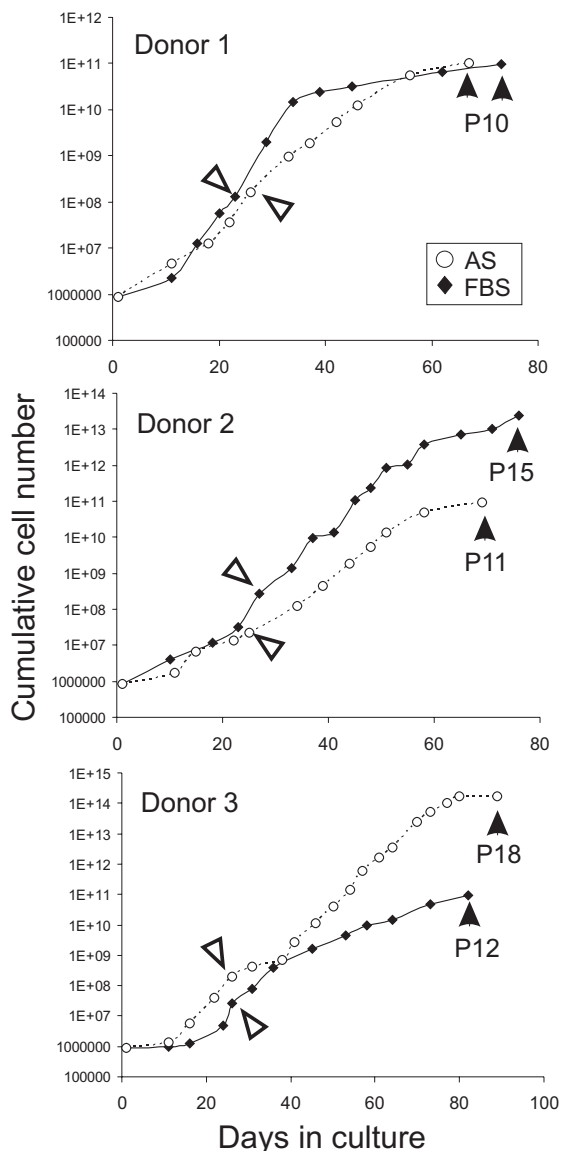 Cumulative cell number
Donor 1
1E+12
1E+11
1E+10
1E+09
1E+08
1E+07
1000000
100000
P10
AS
FBS
0 20 40 60 80
Donor 2
1E+14
1E+13
1E+12
1E+11
1E+10
1E+09
1E+08
1E+07
1000000
100000
P15
P11
0 20 40 60 80
Donor 3
1E+15
1E+14
1E+13
1E+12
1E+11
1E+10
1E+09
1E+08
1E+07
1000000
100000
P18
P12
0 20 40 60 80 100
Days in culture